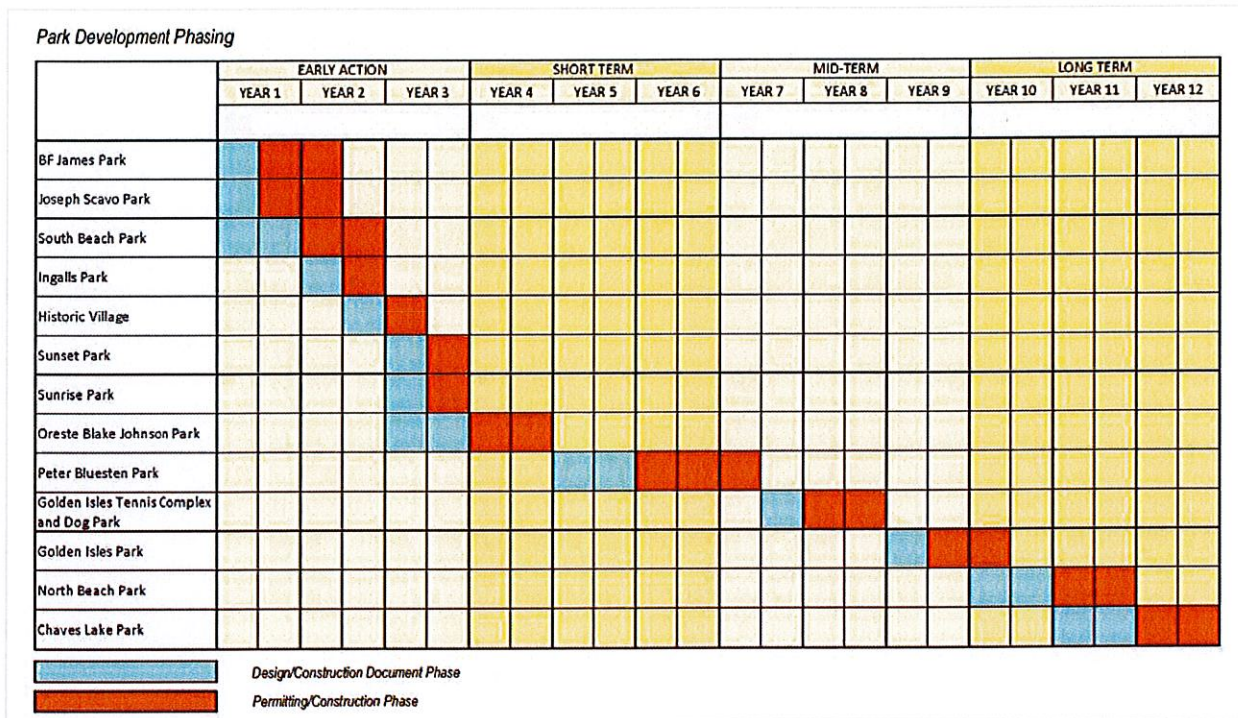 Park Development Phasing
EARLY ACTION SHORT TERM MID-TERM LONG TERM
YEAR 1 YEAR 2 YEAR 3 YEAR 4 YEAR 5 YEAR 6 YEAR 7 YEAR 8 YEAR 9 YEAR 10 YEAR 11 YEAR 12
BF James Park
Joseph Scavo Park
South Beach Park
Ingalls Park
Historic Village
Sunset Park
Sunrise Park
Oreste Blake Johnson Park
Peter Bluesten Park
Golden Isles Tennis Complex
and Dog Park
Golden Isles Park
North Beach Park
Chaves Lake Park
Design/Construction Document Phase
Permitting/Construction Phase